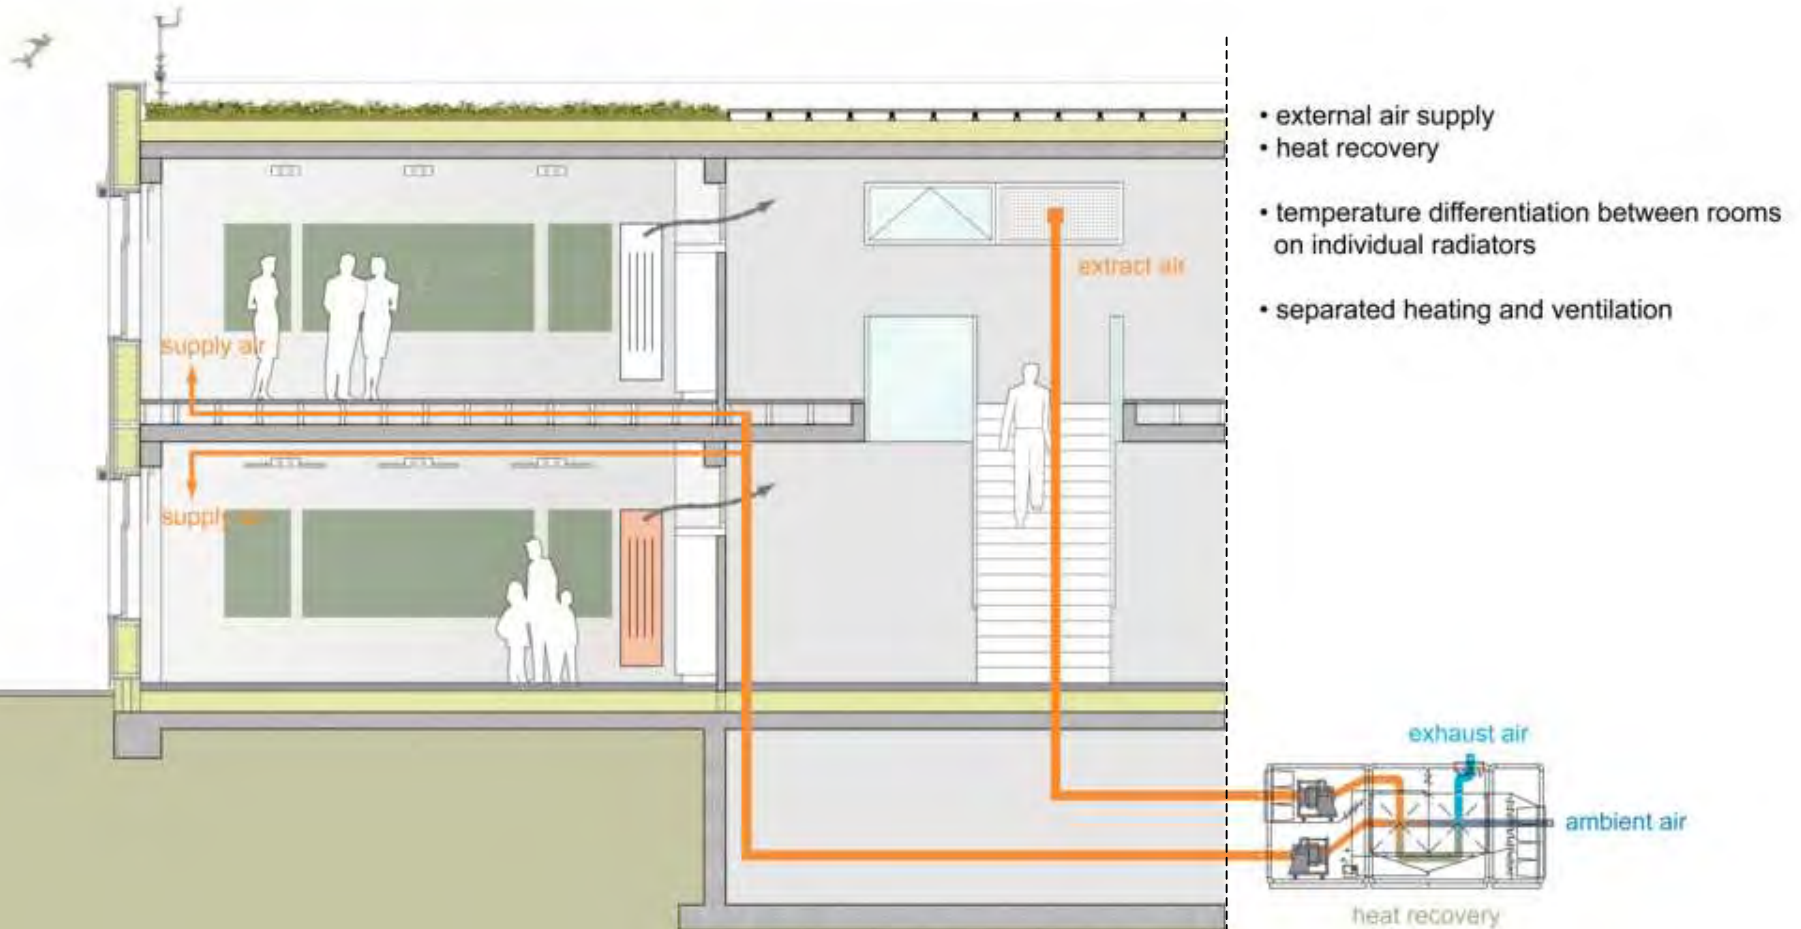 • external air supply
• heat recovery
• temperature differentiation between rooms
on individual radiators
• separated heating and ventilation
extract air
supply air
supply air
exhaust air
ambient air
heat recovery